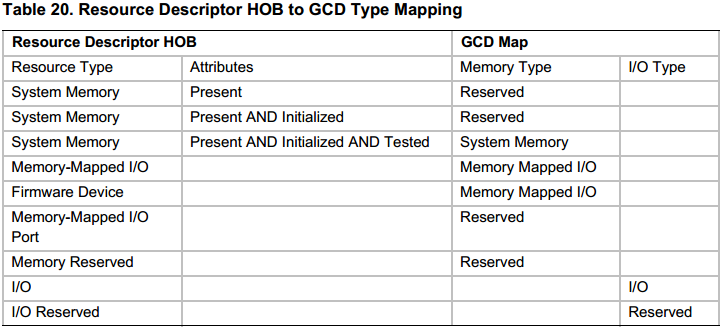 Table 20. Resource Descriptor HOB to GCD Type Mapping
Resource Descriptor HOB GCD Map
Resource Type Attributes Memory Type I/O Type
System Memory Present Reserved
System Memory Present AND Initialized Reserved
System Memory Present AND Initialized AND Tested System Memory
Memory-Mapped I/O Memory Mapped I/O
Firmware Device Memory Mapped I/O
Memory-Mapped I/O Reserved
Port
Memory Reserved Reserved
I/O I/O
I/O Reserved Reserved